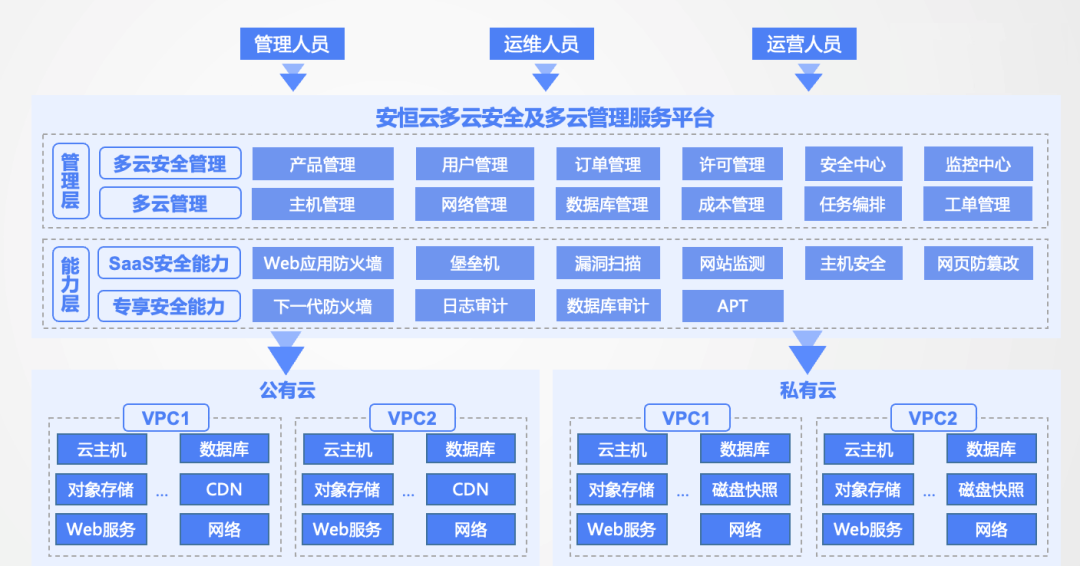 管理人员 运维人员 运营人员
安恒云多云安全及多云管理服务平台
管理层
多云安全管理 产品管理 用户管理 订单管理 许可管理 安全中心 监控中心
多云管理 主机管理 网络管理 数据库管理 成本管理 任务编排 工单管理
能力层
SaaS安全能力 Web应用防火墙 堡垒机 漏洞扫描 网站监测 主机安全 网页防篡改
专享安全能力 下一代防火墙 日志审计 数据库审计 APT
公有云 私有云
VPC1 VPC2 VPC1 VPC2
云主机 数据库 云主机 数据库 云主机 数据库 云主机 数据库
对象存储 ... CDN 对象存储 ... CDN 对象存储 ... 磁盘快照 对象存储 ... 磁盘快照
Web服务 网络 Web服务 网络 Web服务 网络 Web服务 网络